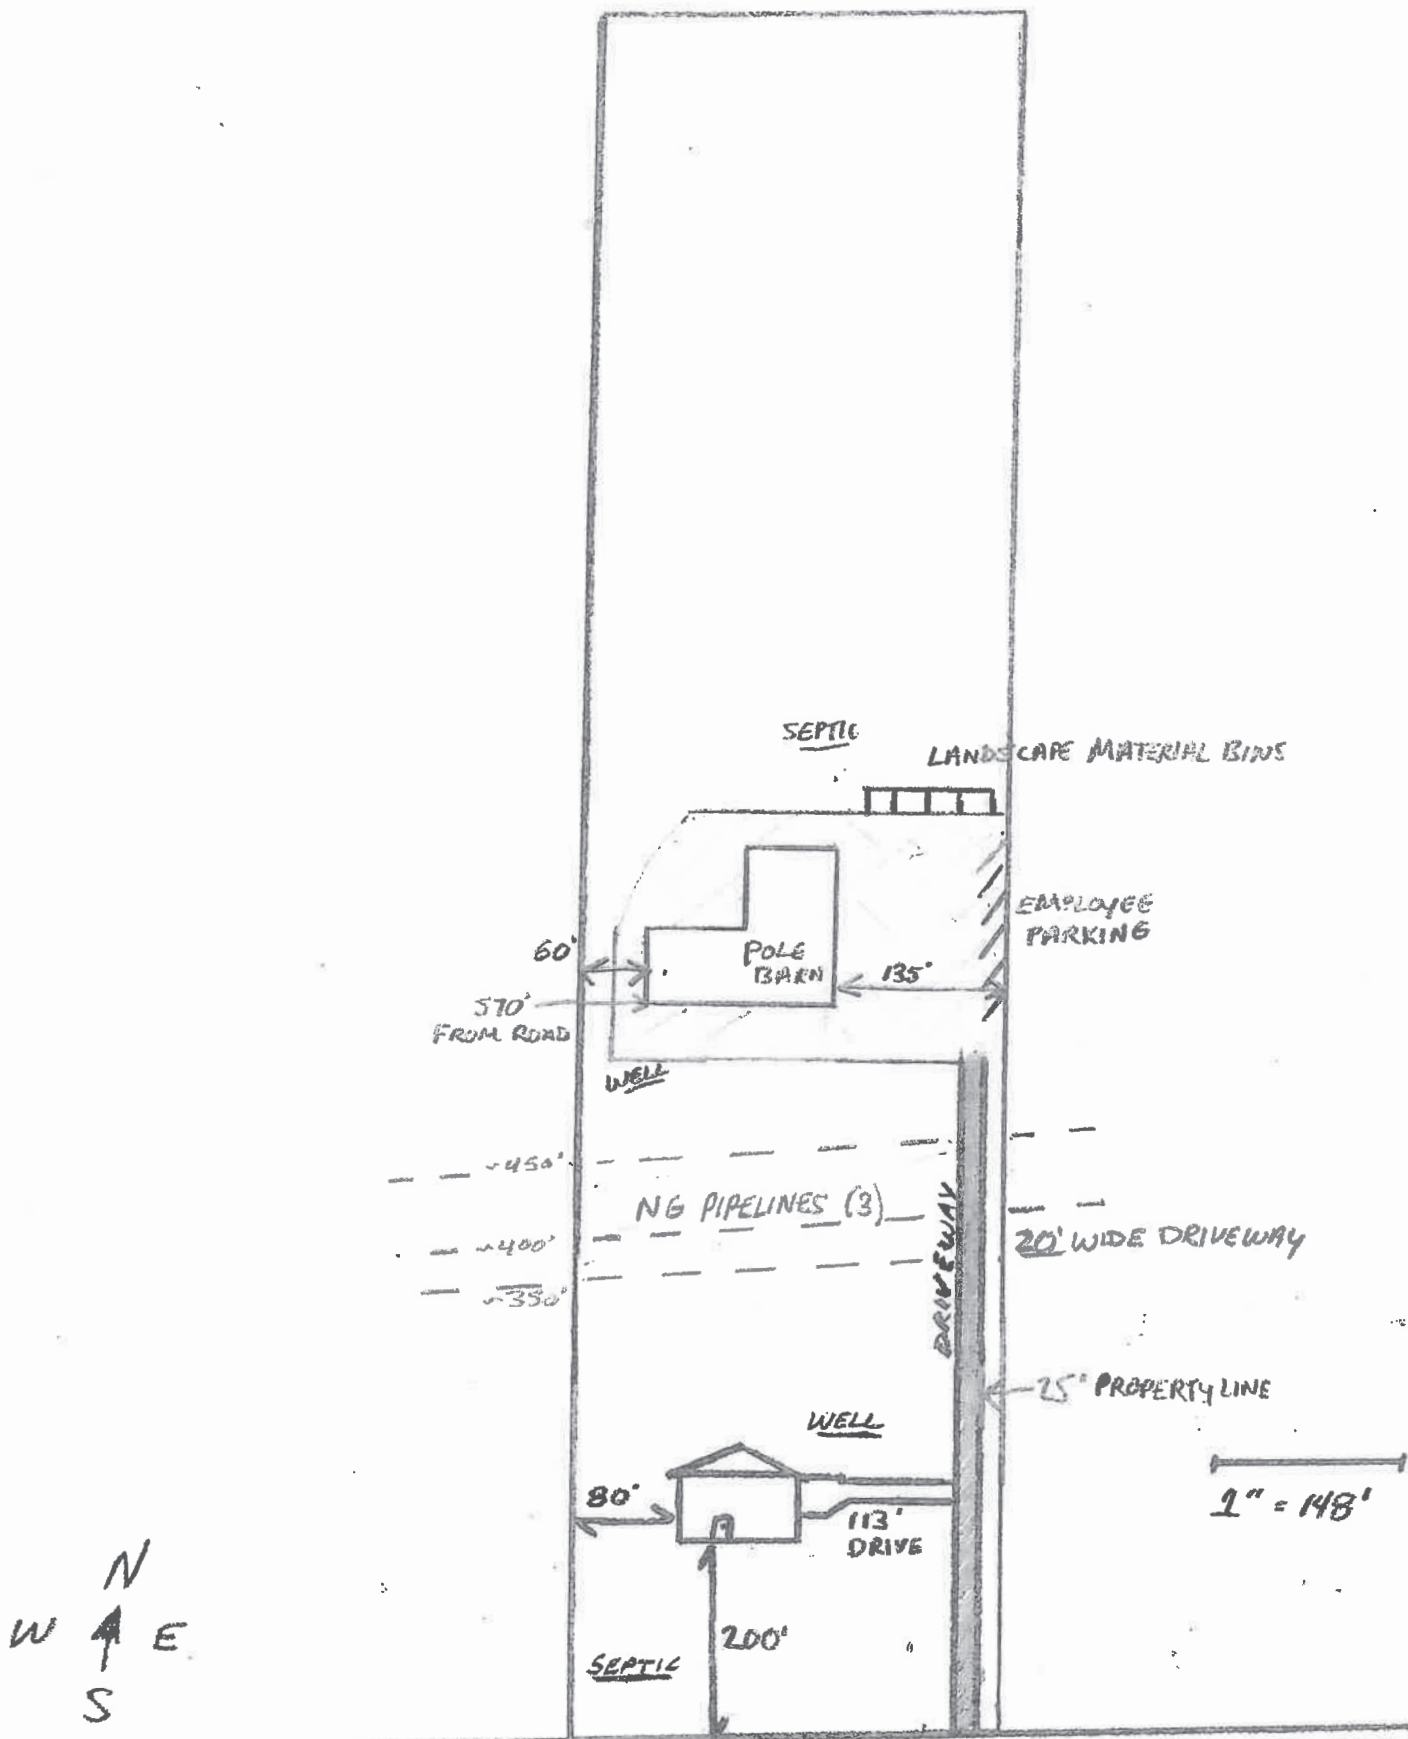 SEPTIC
LANDSCAPE MATERIAL BINS
EMPLOYEE
PARKING
60'
POLE
BARN
135'
570'
FROM ROAD
WELL
~450'
NG PIPELINES (3)
~400'
20' WIDE DRIVEWAY
~350'
DRIVEWAY
25' PROPERTY LINE
WELL
80'
113'
DRIVE
1" = 148'
N
W E
S
200'
SEPTIC